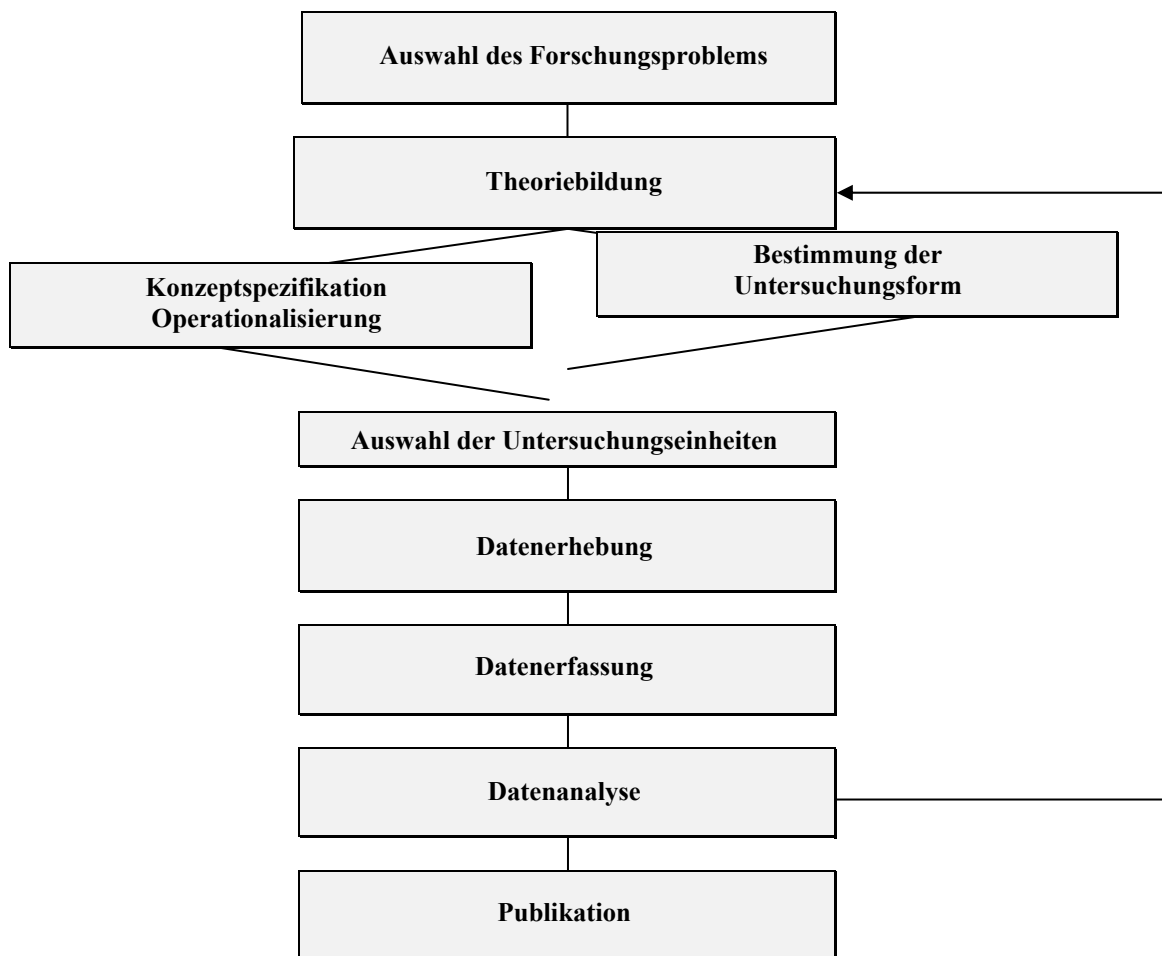 Auswahl des Forschungsproblems
Theoriebildung
Konzeptspezifikation
Operationalisierung
Bestimmung der
Untersuchungsform
Auswahl der Untersuchungseinheiten
Datenerhebung
Datenerfassung
Datenanalyse
Publikation